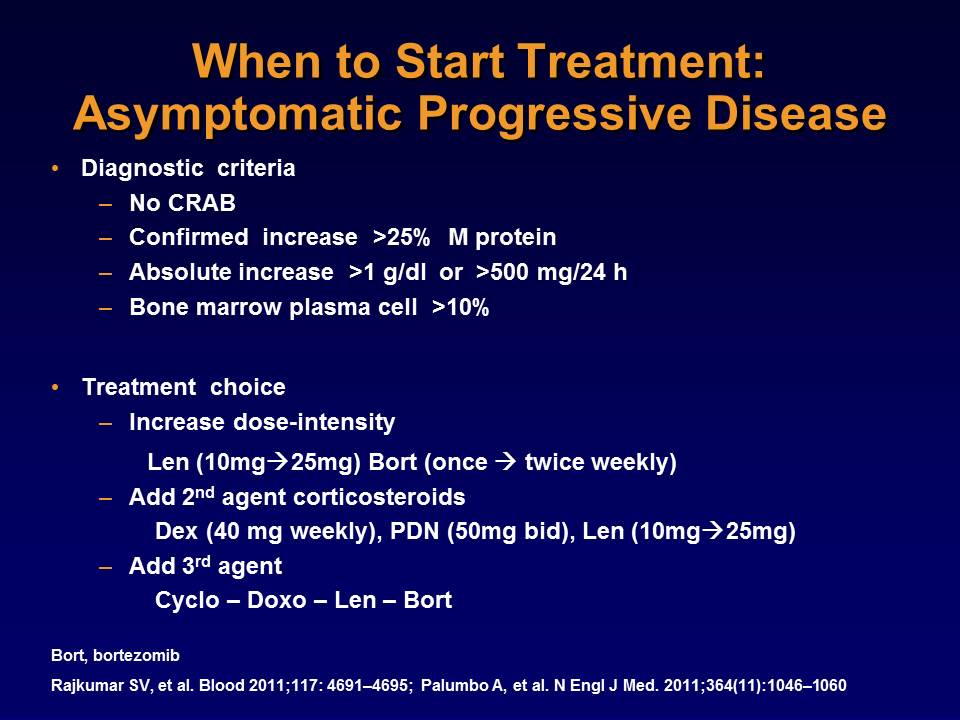 When to Start Treatment:
Asymptomatic Progressive Disease
• Diagnostic criteria
– No CRAB
– Confirmed increase >25% M protein
– Absolute increase >1 g/dl or >500 mg/24 h
– Bone marrow plasma cell >10%
• Treatment choice
– Increase dose-intensity
Len (10mg→25mg) Bort (once → twice weekly)
– Add 2nd agent corticosteroids
Dex (40 mg weekly), PDN (50mg bid), Len (10mg→25mg)
– Add 3rd agent
Cyclo – Doxo – Len – Bort
Bort, bortezomib
Rajkumar SV, et al. Blood 2011;117: 4691–4695; Palumbo A, et al. N Engl J Med. 2011;364(11):1046–1060